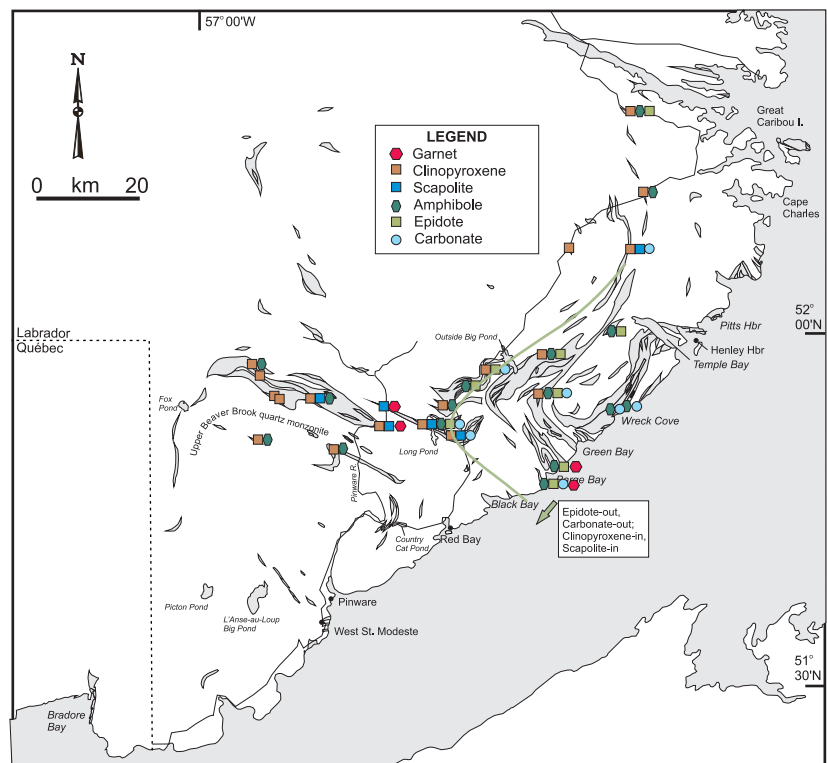 57°00'W
N
0 km 20
LEGEND
Garnet
Clinopyroxene
Scapolite
Amphibole
Epidote
Carbonate
Great
Caribou I.
Cape
Charles
52°
00'N
Pitts Hbr
Henley Hbr
Temple Bay
Outside Big Pond
Labrador
Québec
Fox
Pond
Upper Beaver Brook quartz monzonite
Wreck Cove
Long Pond
Green Bay
Pinware R.
Barge Bay
Black Bay
Epidote-out,
Carbonate-out;
Clinopyroxene-in,
Scapolite-in
Country
Cat Pond
Red Bay
Picton Pond
L'Anse-au-Loup
Big Pond
Pinware
West St. Modeste
51°
30'N
Bradore
Bay